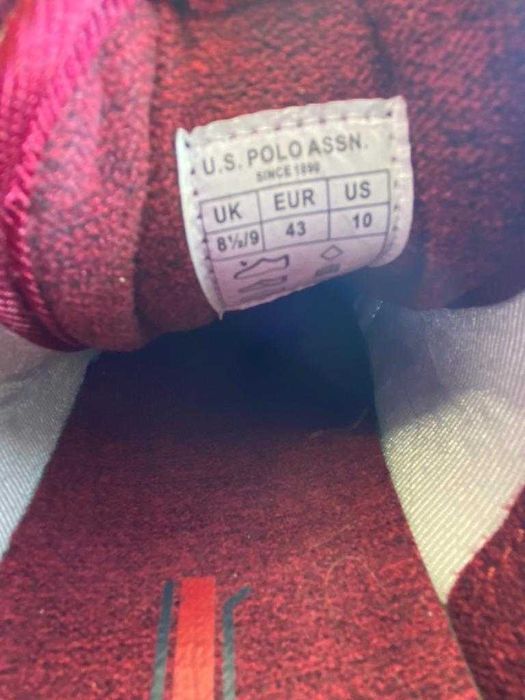 U.S. POLO ASSN.
SINCE 1890
UK EUR US
8½/9 43 10